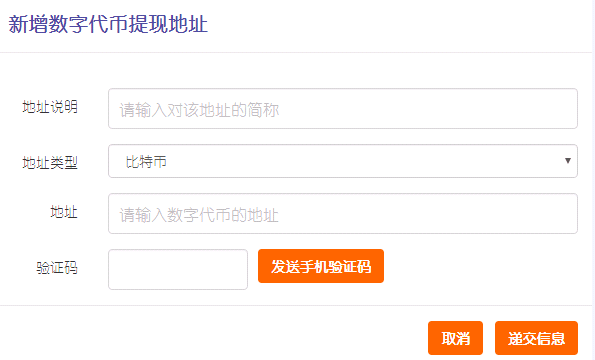 新增数字代币提现地址
地址说明 请输入对该地址的简称
地址类型 比特币
地址 请输入数字代币的地址
验证码 发送手机验证码
取消 递交信息